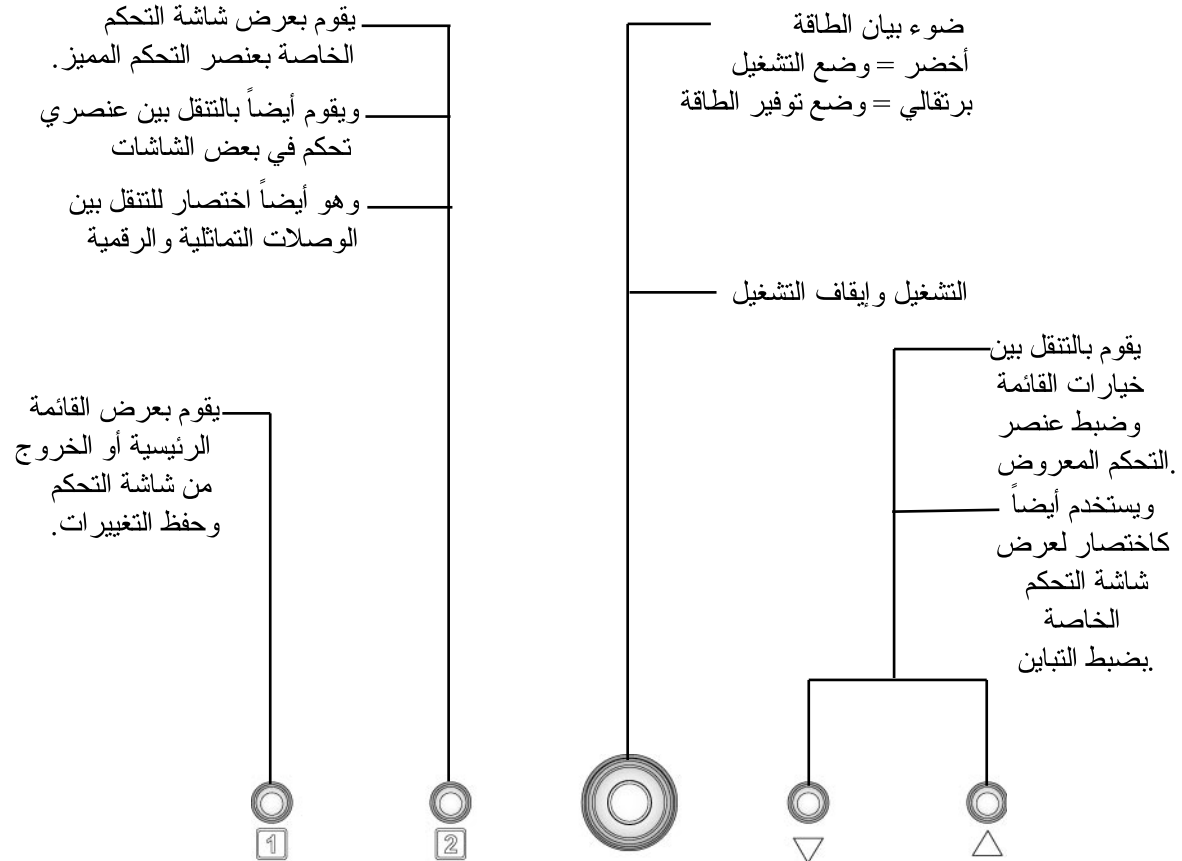 ضوء بيان الطاقة
أخضر = وضع التشغيل
برتقالي = وضع توفير الطاقة
التشغيل وإيقاف التشغيل
يقوم بالتنقل بين
خيارات القائمة
وضبط عنصر
التحكم المعروض.
ويستخدم أيضاً
كاختصار لعرض
شاشة التحكم
الخاصة
بضبط التباين.
يقوم بعرض شاشة التحكم
الخاصة بعنصر التحكم المميز.
ويقوم أيضاً بالتنقل بين عنصري
تحكم في بعض الشاشات
وهو أيضاً اختصار للتنقل بين
الوصلات التماثلية والرقمية
يقوم بعرض القائمة
الرئيسية أو الخروج
من شاشة التحكم
وحفظ التغييرات.
1
2